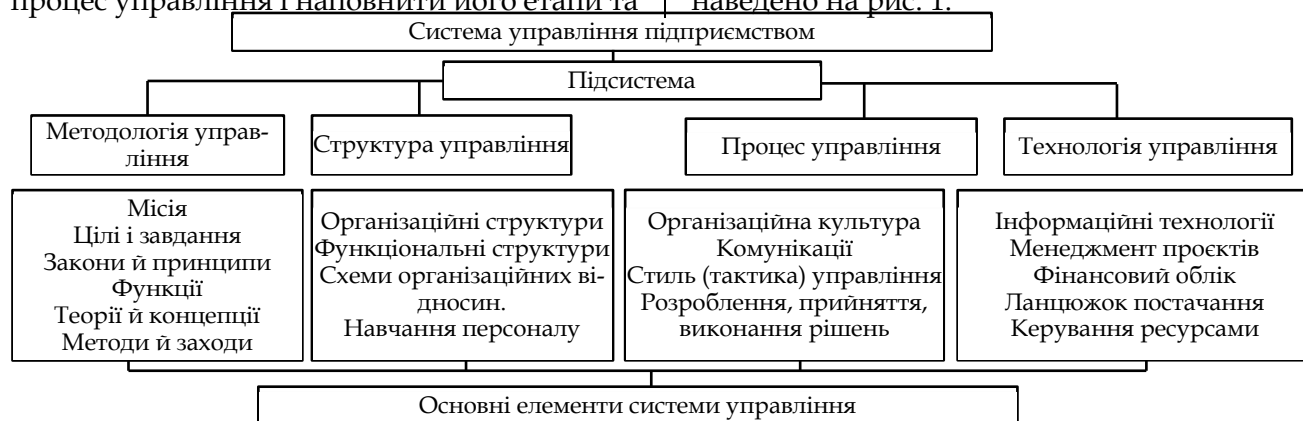 процес управління і наповнити його етапи та
наведено на рис. 1.
Система управління підприємством
Підсистема
Методологія управ-
ління
Структура управління
Процес управління
Технологія управління
Місія
Цілі і завдання
Закони й принципи
Функції
Теорії й концепції
Методи й заходи
Організаційні структури
Функціональні структури
Схеми організаційних ві-
дносин.
Навчання персоналу
Організаційна культура
Комунікації
Стиль (тактика) управління
Розроблення, прийняття,
виконання рішень
Інформаційні технології
Менеджмент проєктів
Фінансовий облік
Ланцюжок постачання
Керування ресурсами
Основні елементи системи управління